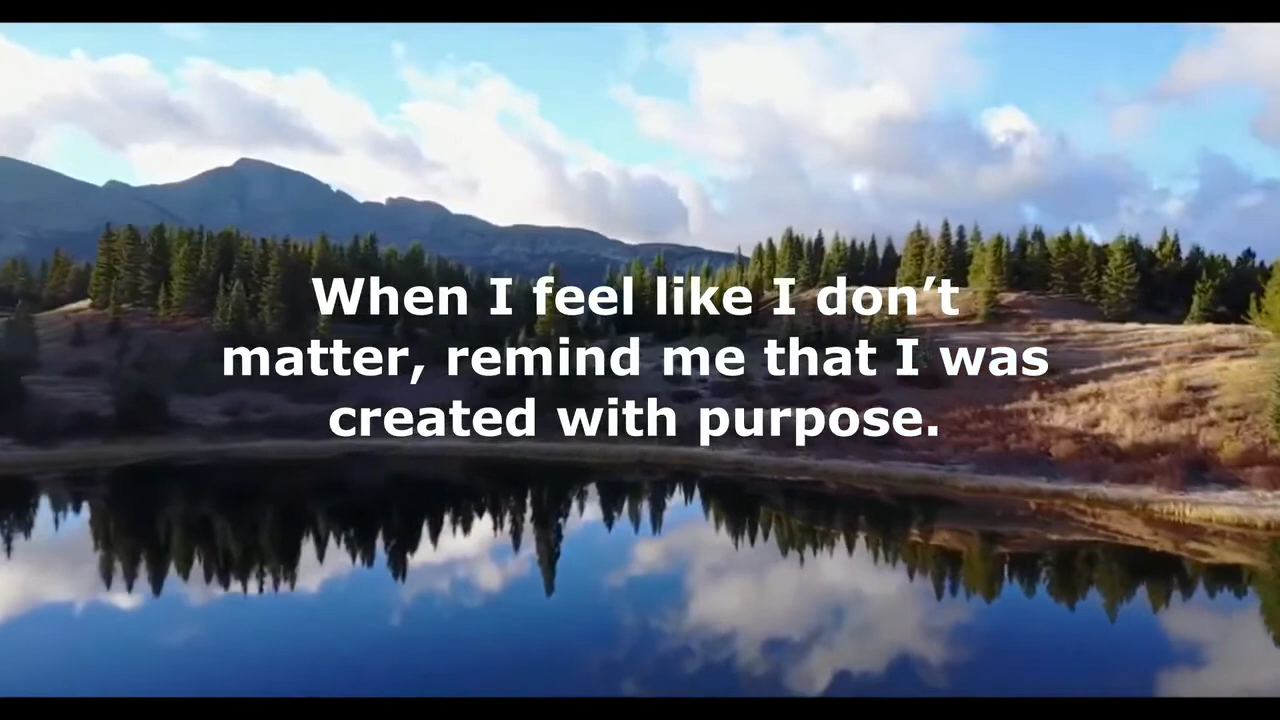 When I feel like I don’t
matter, remind me that I was
created with purpose.